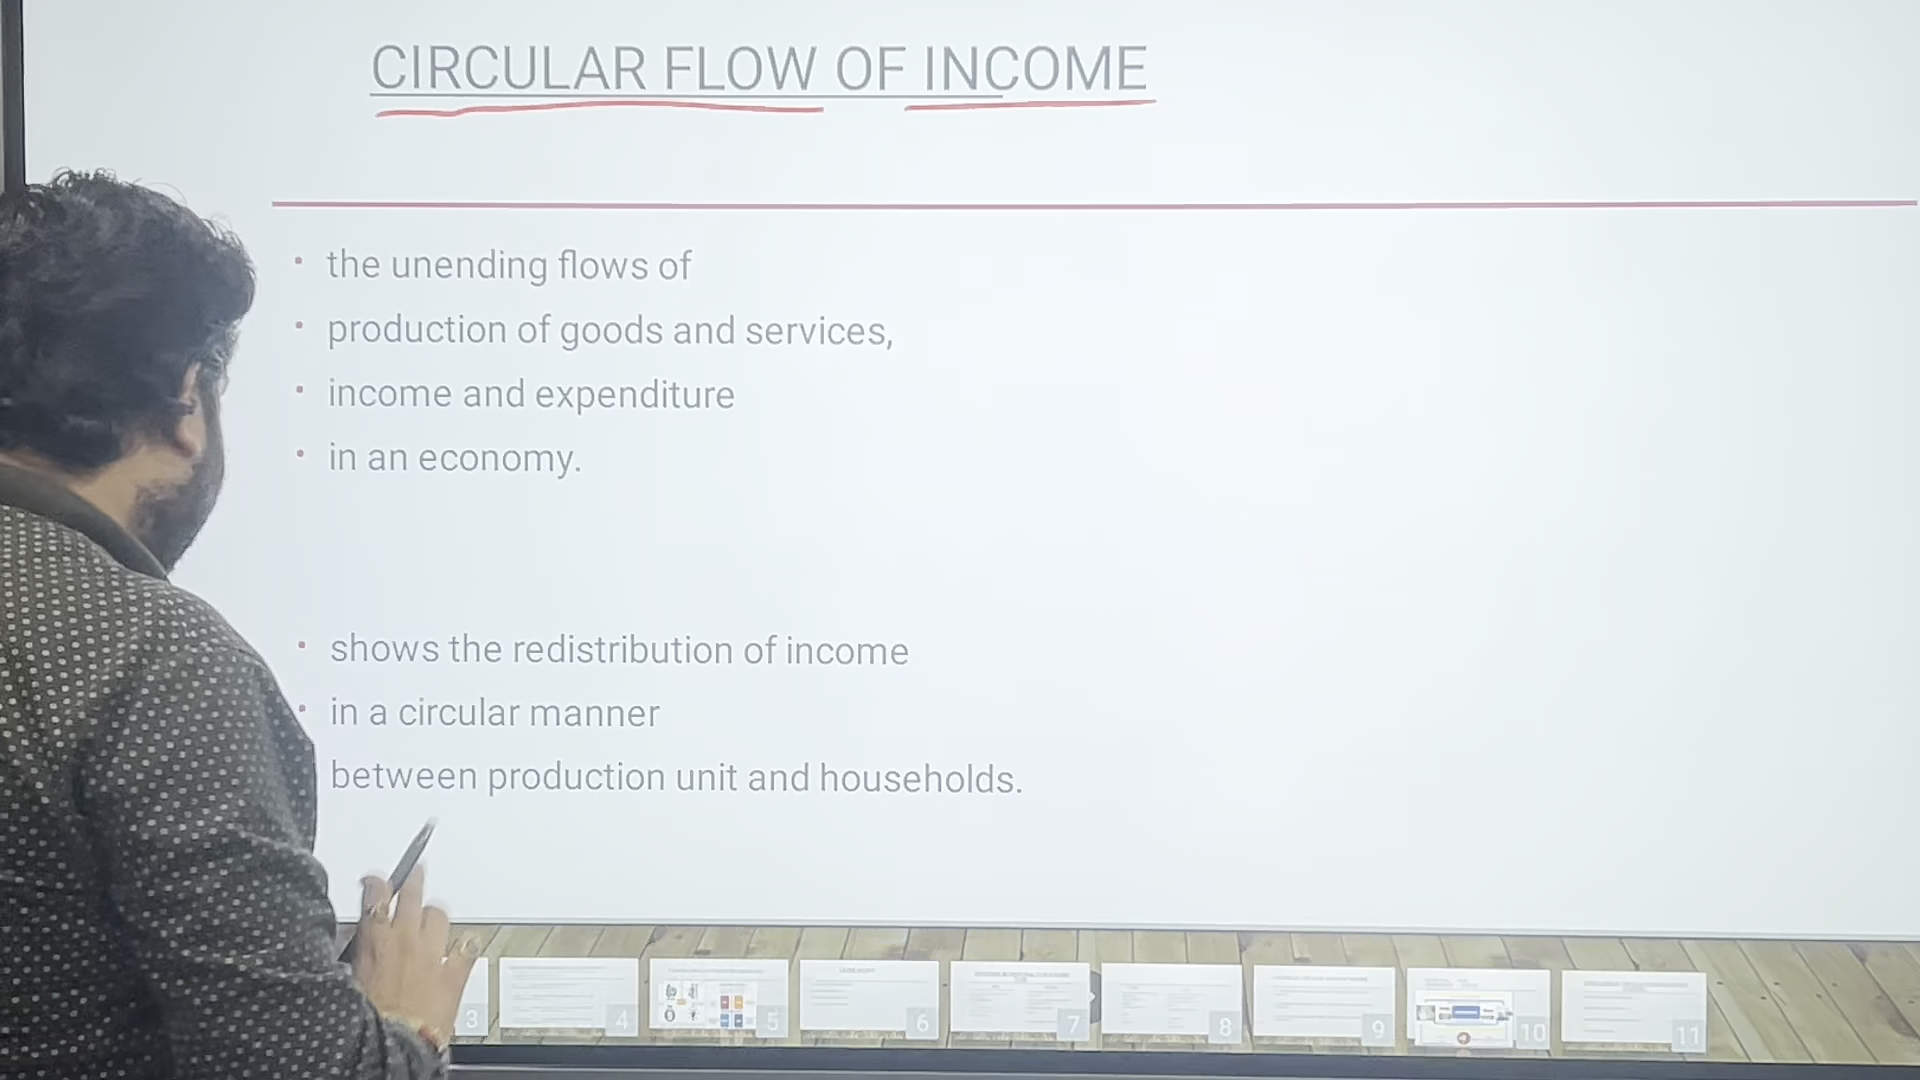 CIRCULAR FLOW OF INCOME
• the unending flows of
• production of goods and services,
• income and expenditure
• in an economy.
• shows the redistribution of income
• in a circular manner
between production unit and households.
3
4
5
6
7
8
9
10
11